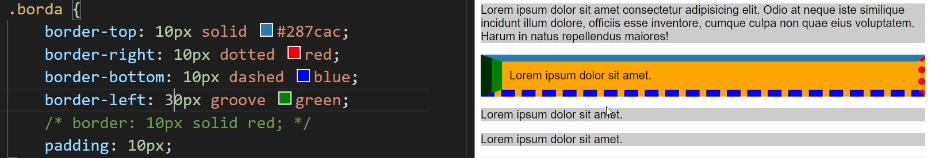 .borda {
border-top: 10px solid #287cac;
border-right: 10px dotted red;
border-bottom: 10px dashed blue;
border-left: 30px groove green;
/* border: 10px solid red; */
padding: 10px;
Lorem ipsum dolor sit amet consectetur adipisicing elit. Odio at neque iste similique
incidunt illum dolore, officiis esse inventore, cumque culpa non quae eius voluptatem.
Harum in natus repellendus maiores!
Lorem ipsum dolor sit amet.
Lorem ipsum dolor sit amet.
Lorem ipsum dolor sit amet.